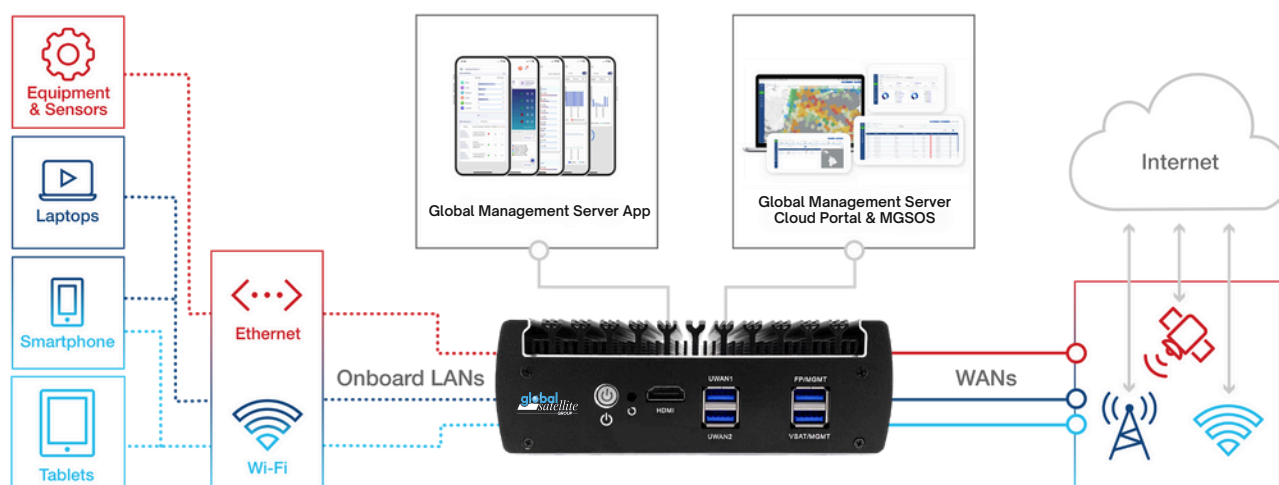 Equipment
& Sensors
Laptops
Smartphone
Tablets
Ethernet
Wi-Fi
Onboard LANs
Global Management Server App
Global Management Server
Cloud Portal & MGSOS
global
satellite
GROUP
HDMI
UWAN1
UWAN2
FP/MGMT
VSAT/MGMT
WANs
Internet